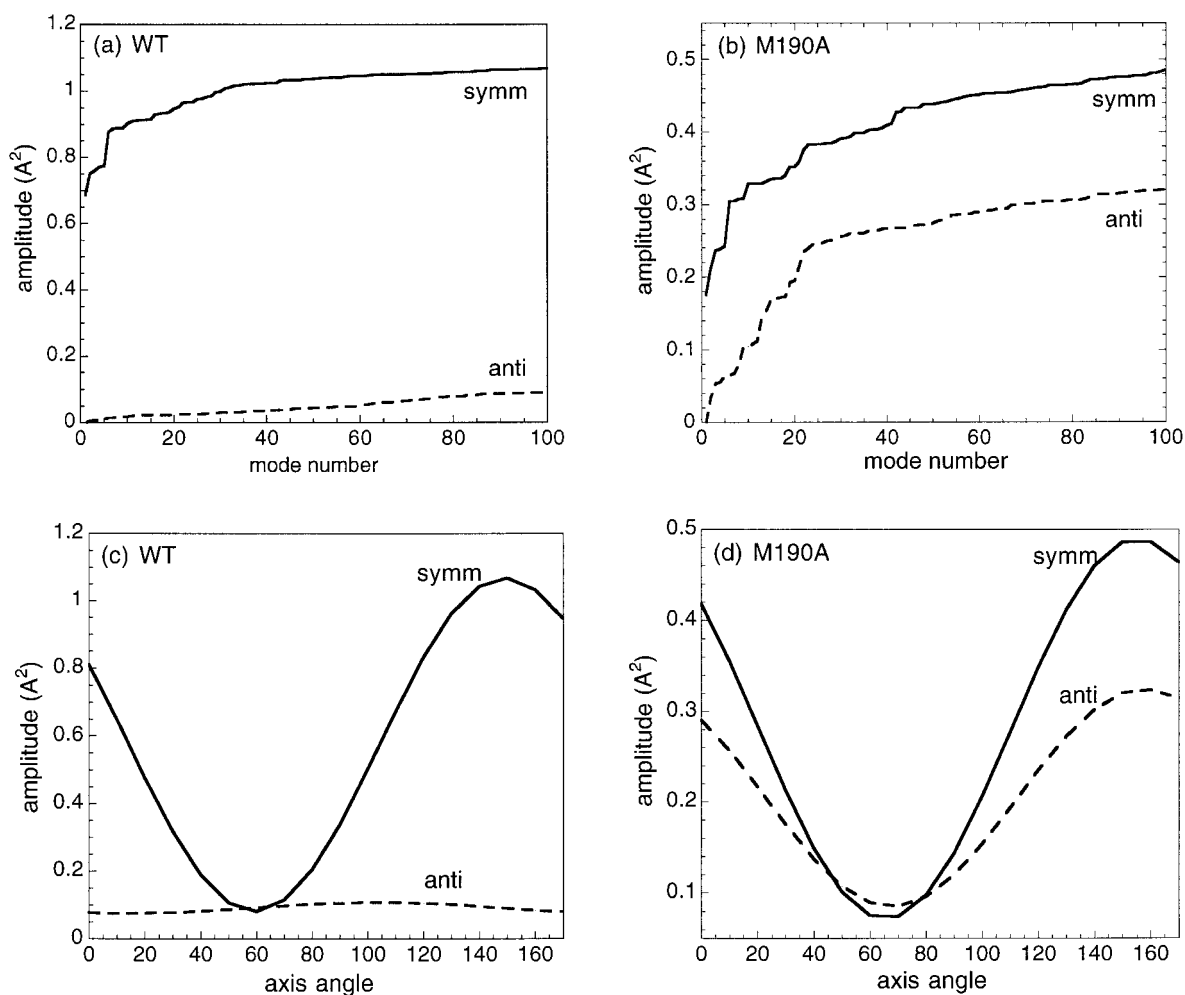 (a) WT
symm
anti
amplitude (A²)
0
0.2
0.4
0.6
0.8
1
1.2
0 20 40 60 80 100
mode number
(b) M190A
symm
anti
amplitude (A²)
0
0.1
0.2
0.3
0.4
0.5
0 20 40 60 80 100
mode number
(c) WT
symm
anti
amplitude (A²)
0
0.2
0.4
0.6
0.8
1
1.2
0 20 40 60 80 100 120 140 160
axis angle
(d) M190A
symm
anti
amplitude (A²)
0.1
0.2
0.3
0.4
0.5
0 20 40 60 80 100 120 140 160
axis angle